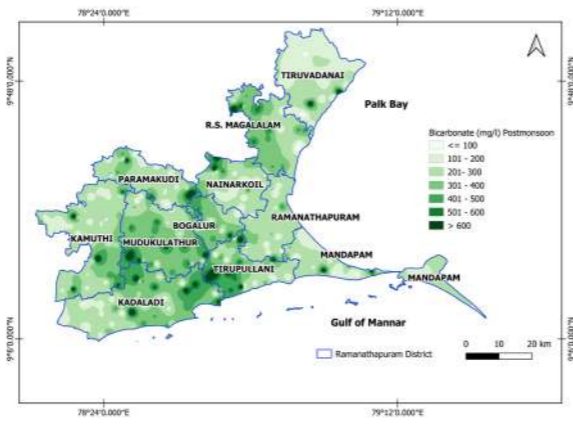 78°24'0.000"E
79°12'0.000"E
9°48'0.000"N
9°48'0.000"N
TIRUVADANAI
Palk Bay
R.S. MAGALALAM
Bicarbonate (mg/l) Postmonsoon
<= 100
101 - 200
201 - 300
301 - 400
401 - 500
501 - 600
> 600
PARAMAKUDI
NAINARKOIL
BOGALUR
RAMANATHAPURAM
KAMUTHI
MUDUKULATHUR
MANDAPAM
TIRUPULLANI
MANDAPAM
KADALADI
Gulf of Mannar
9°6'0.000"N
9°6'0.000"N
Ramanathapuram District
0 10 20 km
78°24'0.000"E
79°12'0.000"E